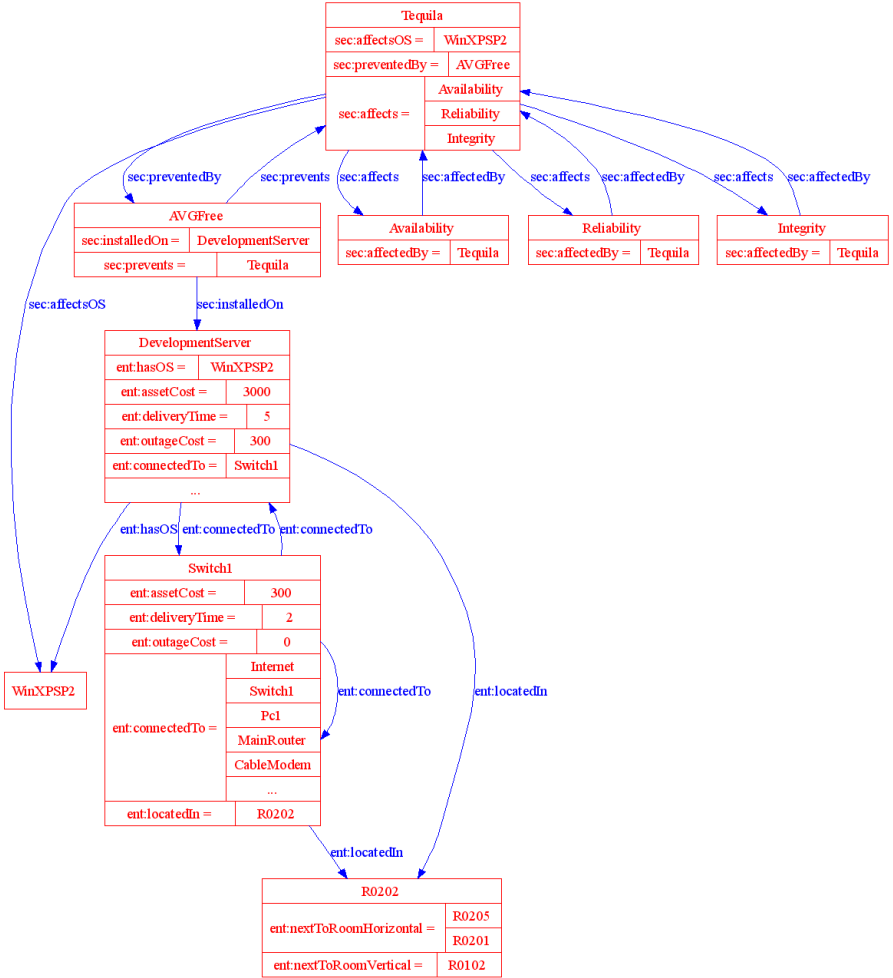 Tequila
sec:affectsOS = WinXPSP2
sec:preventedBy = AVGFree
sec:affects = Availability
Reliability
Integrity
sec:preventedBy sec:prevents sec:affects sec:affectedBy sec:affects sec:affectedBy sec:affects sec:affectedBy
AVGFree
sec:installedOn = DevelopmentServer
sec:prevents = Tequila
Availability
sec:affectedBy = Tequila
Reliability
sec:affectedBy = Tequila
Integrity
sec:affectedBy = Tequila
sec:affectsOS sec:installedOn
DevelopmentServer
ent:hasOS = WinXPSP2
ent:assetCost = 3000
ent:deliveryTime = 5
ent:outageCost = 300
ent:connectedTo = Switch1
...
ent:hasOS ent:connectedTo ent:connectedTo
Switch1
ent:assetCost = 300
ent:deliveryTime = 2
ent:outageCost = 0
ent:connectedTo = Internet
Switch1
Pc1
MainRouter
CableModem
...
ent:locatedIn = R0202
WinXPSP2
ent:connectedTo ent:locatedIn
ent:locatedIn
R0202
ent:nextToRoomHorizontal = R0205
R0201
ent:nextToRoomVertical = R0102